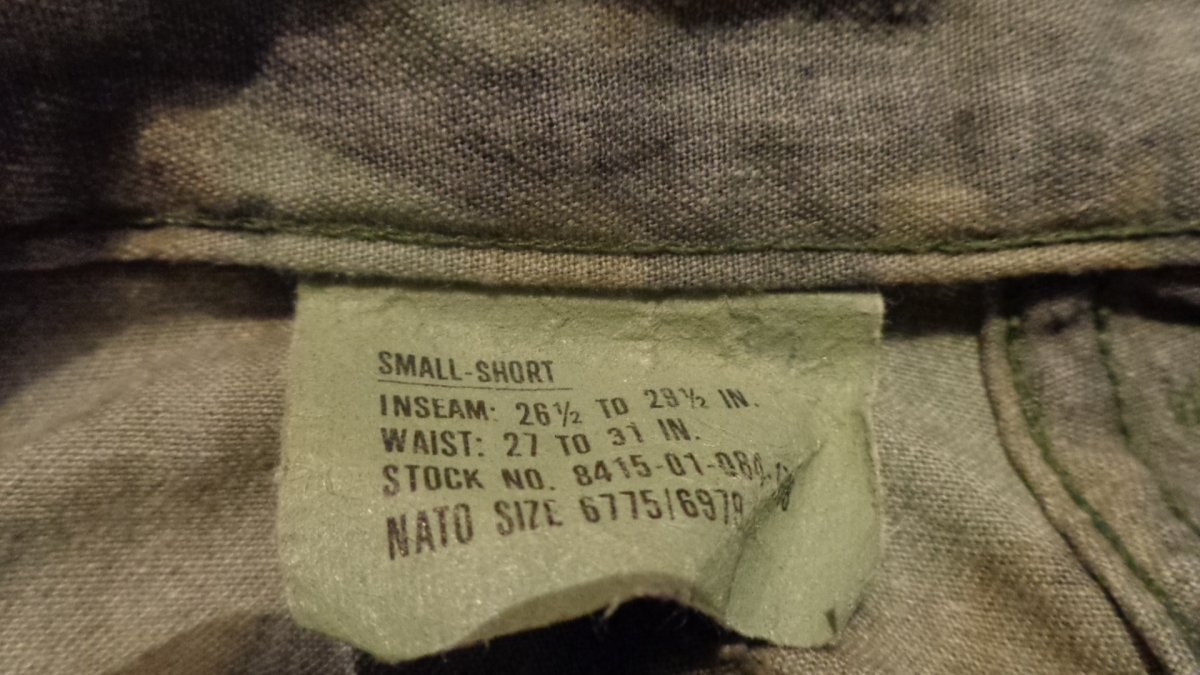 SMALL-SHORT
INSEAM: 26½ TO 29½ IN.
WAIST: 27 TO 31 IN.
STOCK NO. 8415-01-084-
NATO SIZE 6775/6979